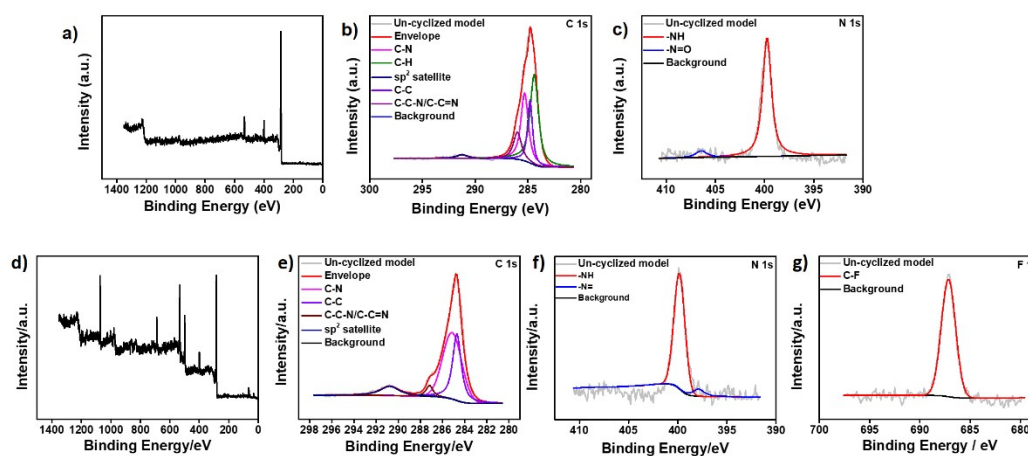 a)
Intensity (a.u.)
1400 1200 1000 800 600 400 200 0
Binding Energy (eV)
b)
Intensity (a.u.)
Un-cyclized model
Envelope
C-N
C-H
sp² satellite
C-C
C-C-N/C-C=N
Background
C 1s
300 295 290 285 280
Binding Energy (eV)
c)
Intensity (a.u.)
Un-cyclized model
-NH
-N=O
Background
N 1s
410 405 400 395 390
Binding Energy (eV)
d)
Intensity/a.u.
1400 1200 1000 800 600 400 200 0
Binding Energy/eV
e)
Intensity/a.u.
Un-cyclized model
Envelope
C-N
C-C
C-C-N/C-C=N
sp² satellite
Background
C 1s
298 296 294 292 290 288 286 284 282 280
Binding Energy/eV
f)
Intensity/a.u.
Un-cyclized model
-NH
-N=
Background
N 1s
410 405 400 395 390
Binding Energy/eV
g)
Intensity/a.u.
Un-cyclized model
C-F
Background
F 1
700 695 690 685 680
Binding Energy / eV